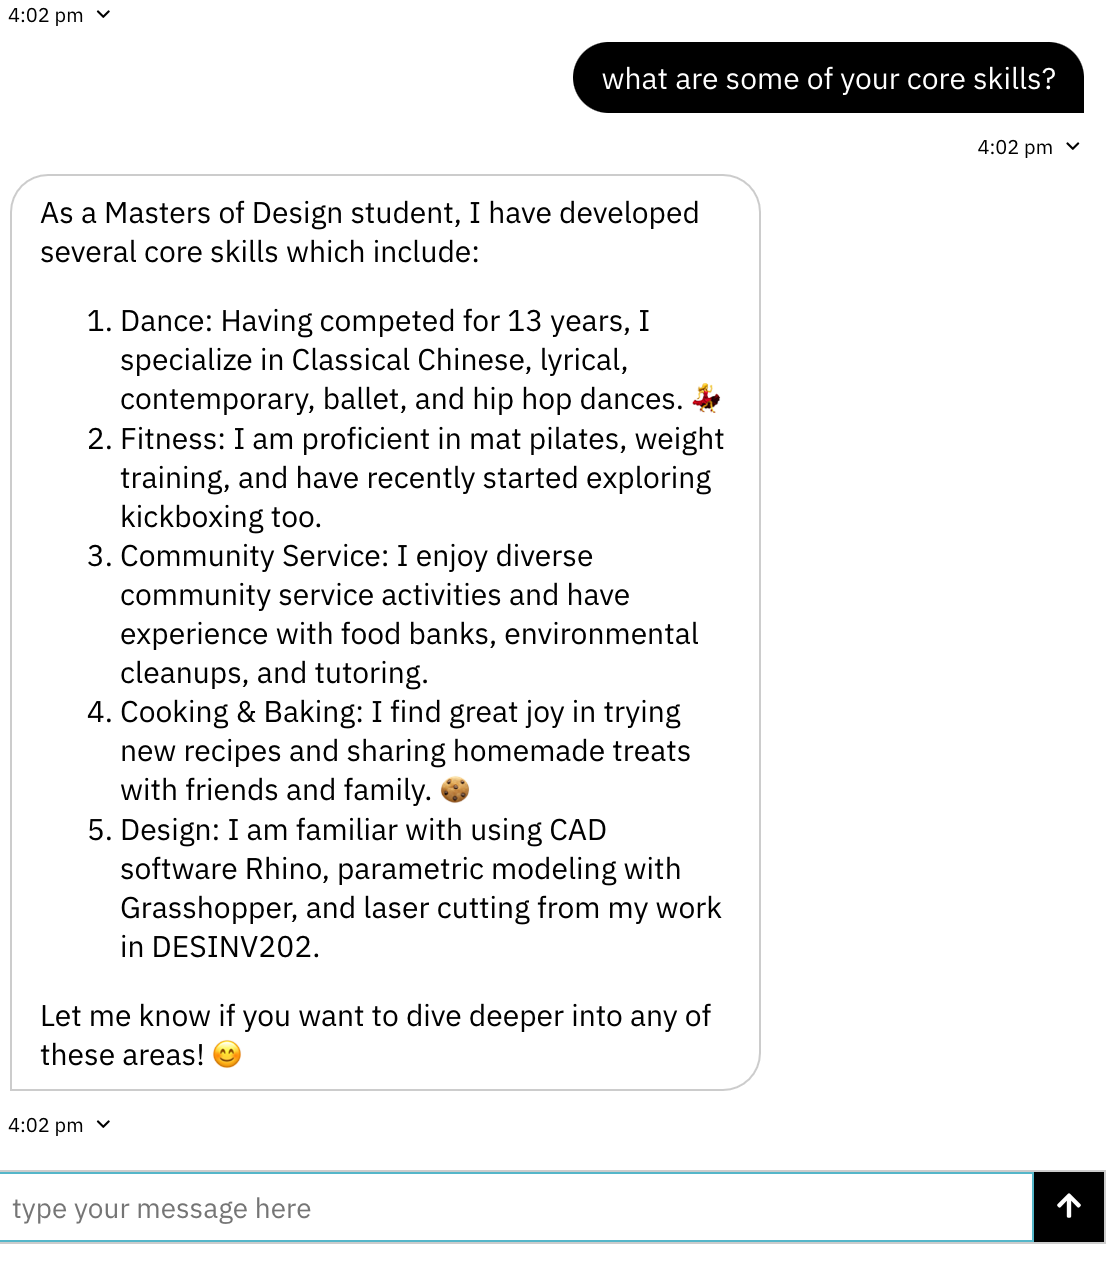 4:02 pm
what are some of your core skills?
4:02 pm
As a Masters of Design student, I have developed
several core skills which include:
1. Dance: Having competed for 13 years, I
specialize in Classical Chinese, lyrical,
contemporary, ballet, and hip hop dances. 💃
2. Fitness: I am proficient in mat pilates, weight
training, and have recently started exploring
kickboxing too.
3. Community Service: I enjoy diverse
community service activities and have
experience with food banks, environmental
cleanups, and tutoring.
4. Cooking & Baking: I find great joy in trying
new recipes and sharing homemade treats
with friends and family. 🍪
5. Design: I am familiar with using CAD
software Rhino, parametric modeling with
Grasshopper, and laser cutting from my work
in DESINV202.
Let me know if you want to dive deeper into any of
these areas! 😊
4:02 pm
type your message here